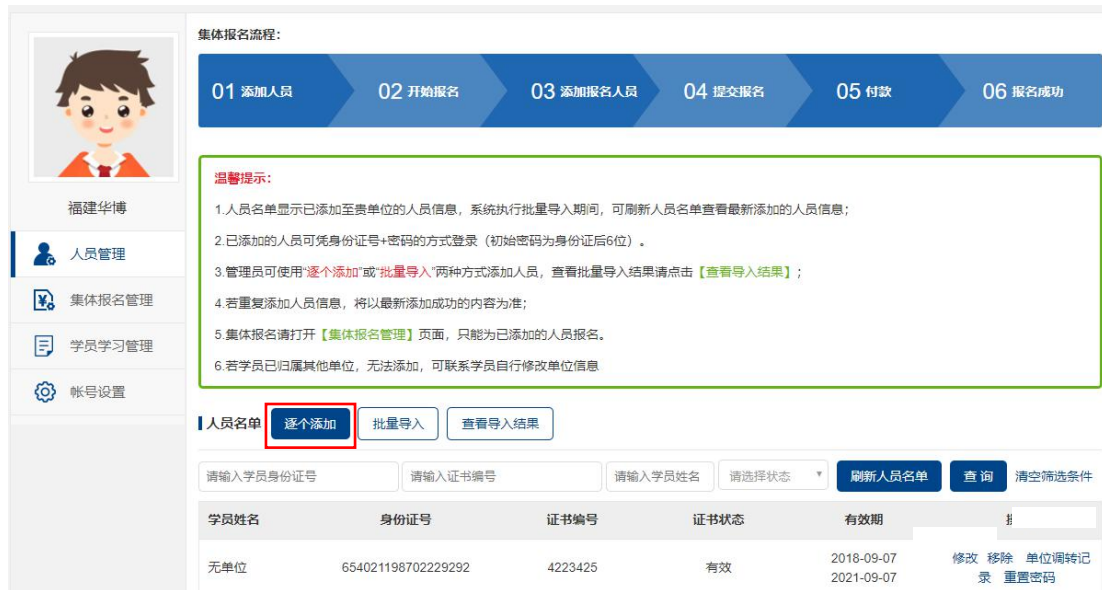 集体报名流程：
01 添加人员
02 开始报名
03 添加报名人员
04 提交报名
05 付款
06 报名成功
福建华博
人员管理
集体报名管理
学员学习管理
帐号设置
温馨提示：
1.人员名单显示已添加至贵单位的人员信息，系统执行批量导入期间，可刷新人员名单查看最新添加的人员信息；
2.已添加的人员可凭身份证号+密码的方式登录（初始密码为身份证后6位）。
3.管理员可使用“逐个添加”或“批量导入”两种方式添加人员，查看批量导入结果请点击【查看导入结果】；
4.若重复添加人员信息，将以最新添加成功的内容为准；
5.集体报名请打开【集体报名管理】页面，只能为已添加的人员报名。
6.若学员已归属其他单位，无法添加，可联系学员自行修改单位信息
人员名单 逐个添加 批量导入 查看导入结果
请输入学员身份证号 请输入证书编号 请输入学员姓名 请选择状态 刷新人员名单 查 询 清空筛选条件
学员姓名 身份证号 证书编号 证书状态 有效期
无单位 654021198702229292 4223425 有效 2018-09-07 修改 移除 单位调转记
2021-09-07 录 重置密码